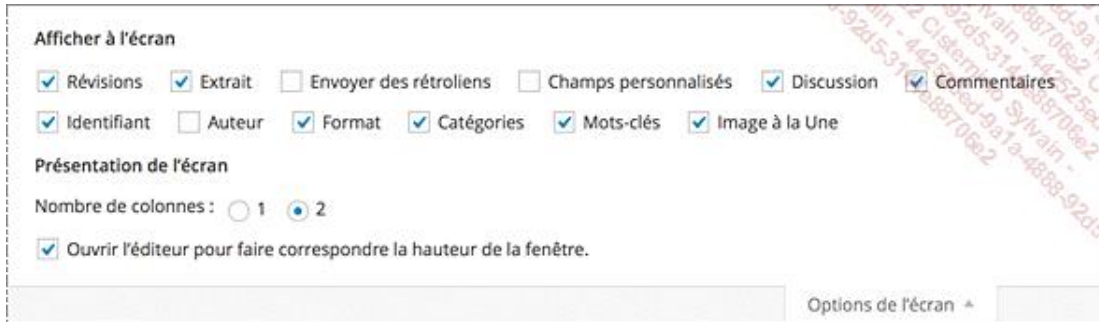 Afficher à l'écran
Révisions Extrait Envoyer des rétroliens Champs personnalisés Discussion Commentaires
Identifiant Auteur Format Catégories Mots-clés Image à la Une
Présentation de l'écran
Nombre de colonnes : 1 2
Ouvrir l'éditeur pour faire correspondre la hauteur de la fenêtre.
Options de l'écran